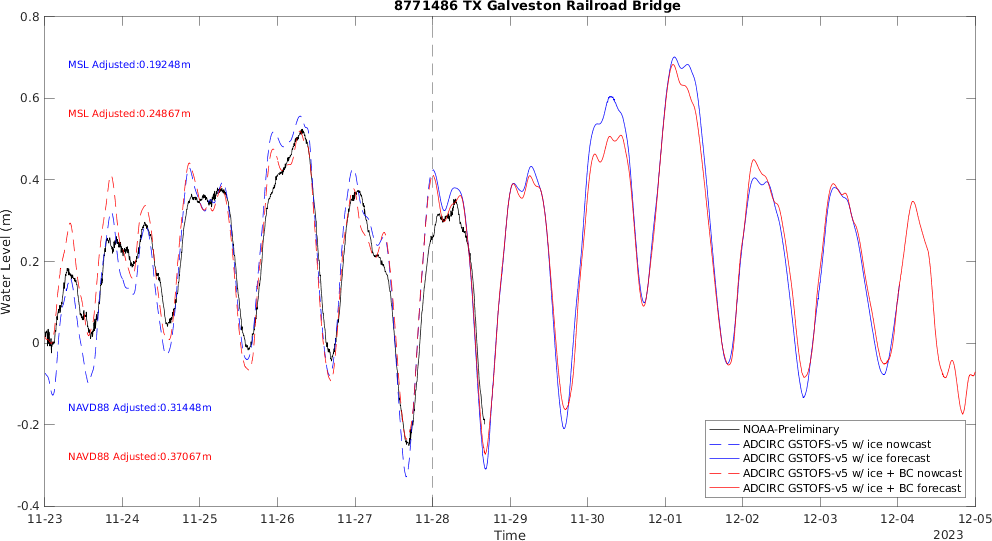 8771486 TX Galveston Railroad Bridge
Water Level (m)
0.8
0.6
0.4
0.2
0
-0.2
-0.4
MSL Adjusted:0.19248m
MSL Adjusted:0.24867m
NAVD88 Adjusted:0.31448m
NAVD88 Adjusted:0.37067m
NOAA-Preliminary
ADCIRC GSTOFS-v5 w/ ice nowcast
ADCIRC GSTOFS-v5 w/ ice forecast
ADCIRC GSTOFS-v5 w/ ice + BC nowcast
ADCIRC GSTOFS-v5 w/ ice + BC forecast
11-23 11-24 11-25 11-26 11-27 11-28 11-29 11-30 12-01 12-02 12-03 12-04 12-05
Time
2023